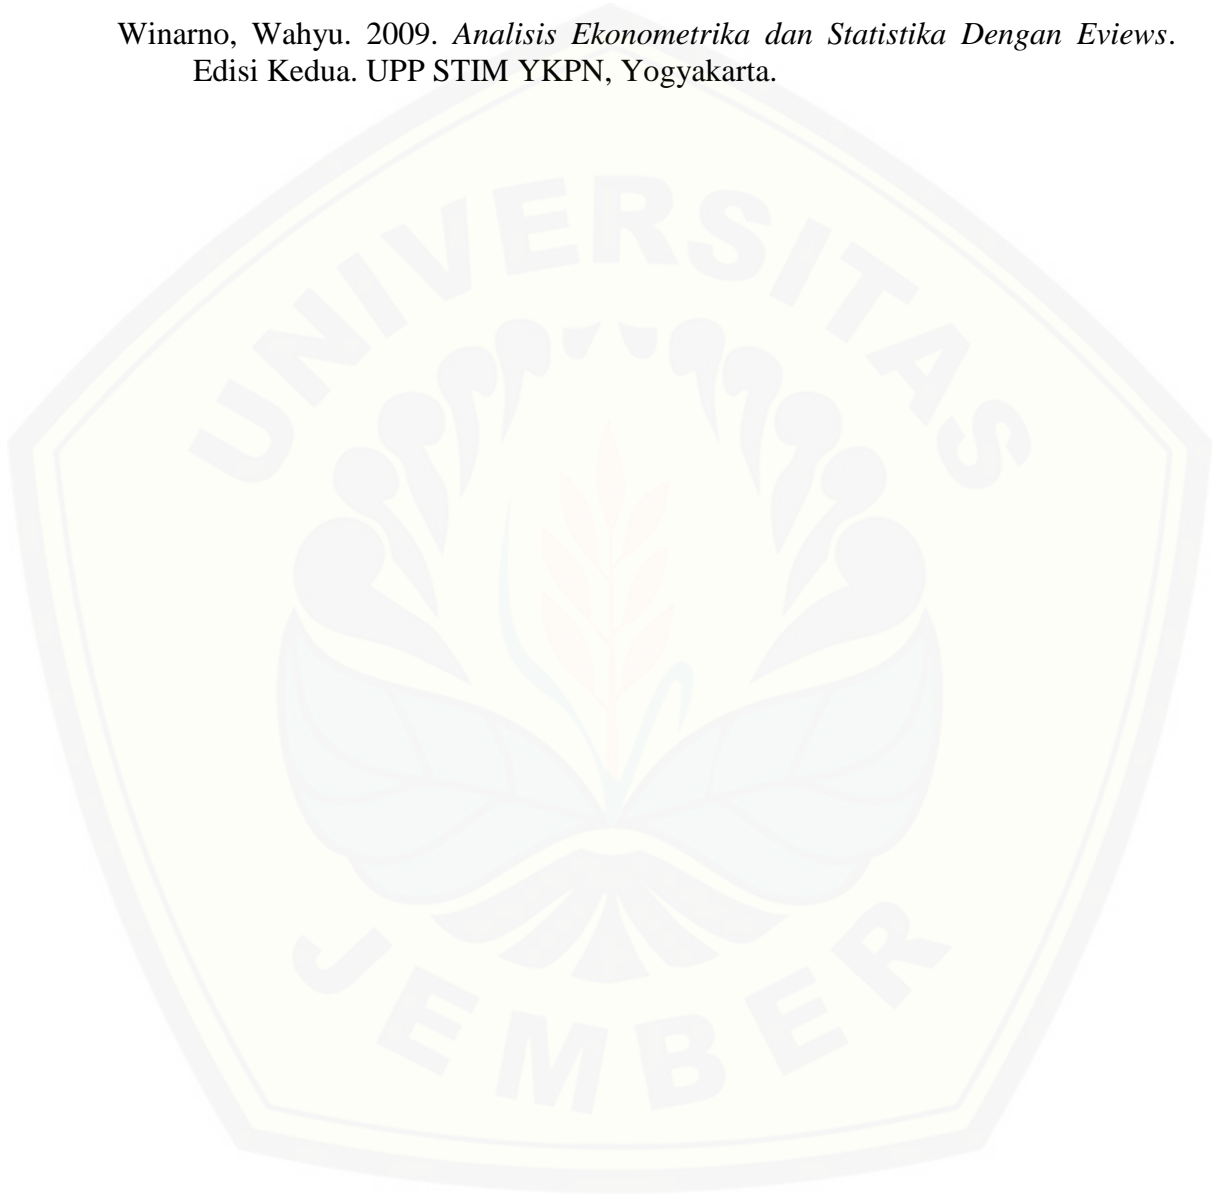 Winarno, Wahyu. 2009. Analisis Ekonometrika dan Statistika Dengan Eviews.
Edisi Kedua. UPP STIM YKPN, Yogyakarta.
UNIVERSITAS
JEMBER